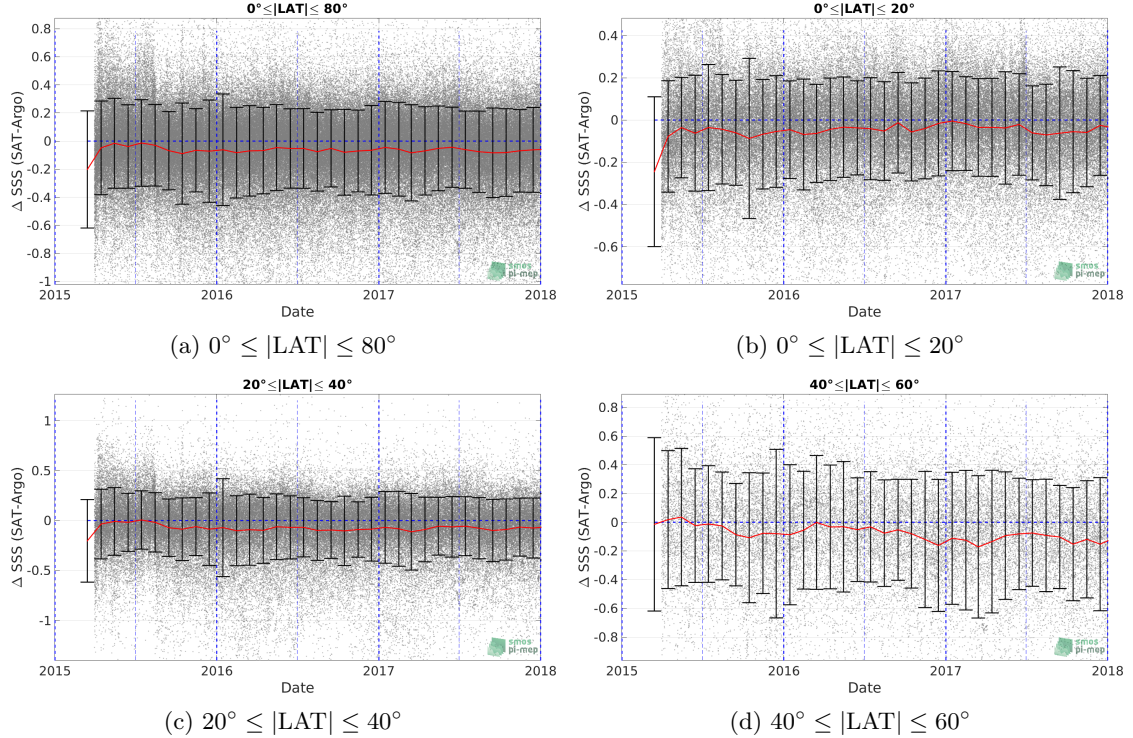 0°≤|LAT|≤ 80°
0.8
0.6
0.4
0.2
0
-0.2
-0.4
-0.6
-0.8
-1
Δ SSS (SAT-Argo)
2015
2016
2017
2018
Date
smos
pi-mep
(a) 0° ≤ |LAT| ≤ 80°
0°≤|LAT|≤ 20°
0.4
0.2
0
-0.2
-0.4
-0.6
Δ SSS (SAT-Argo)
2015
2016
2017
2018
Date
smos
pi-mep
(b) 0° ≤ |LAT| ≤ 20°
20°≤|LAT|≤ 40°
1
0.5
0
-0.5
-1
Δ SSS (SAT-Argo)
2015
2016
2017
2018
Date
smos
pi-mep
(c) 20° ≤ |LAT| ≤ 40°
40°≤|LAT|≤ 60°
0.8
0.6
0.4
0.2
0
-0.2
-0.4
-0.6
-0.8
Δ SSS (SAT-Argo)
2015
2016
2017
2018
Date
smos
pi-mep
(d) 40° ≤ |LAT| ≤ 60°